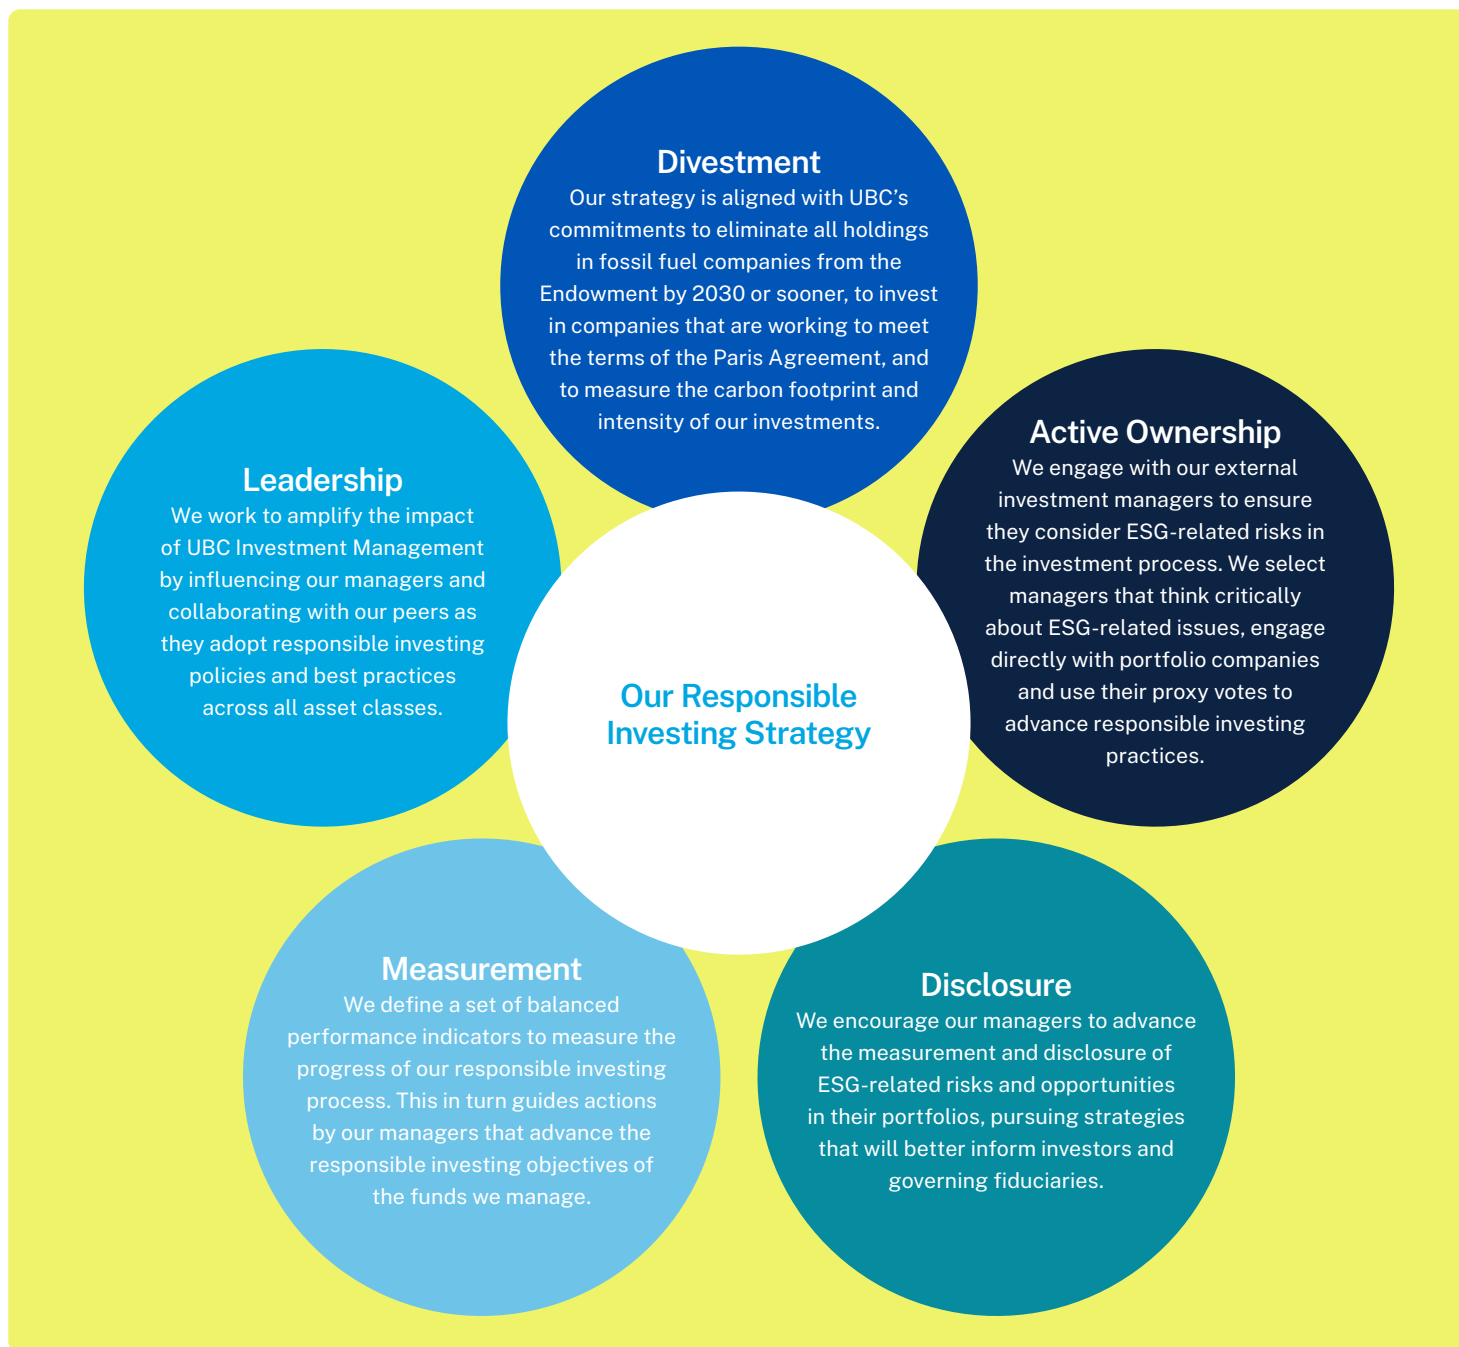 Divestment
Our strategy is aligned with UBC’s
commitments to eliminate all holdings
in fossil fuel companies from the
Endowment by 2030 or sooner, to invest
in companies that are working to meet
the terms of the Paris Agreement, and
to measure the carbon footprint and
intensity of our investments.
Active Ownership
We engage with our external
investment managers to ensure
they consider ESG-related risks in
the investment process. We select
managers that think critically
about ESG-related issues, engage
directly with portfolio companies
and use their proxy votes to
advance responsible investing
practices.
Leadership
We work to amplify the impact
of UBC Investment Management
by influencing our managers and
collaborating with our peers as
they adopt responsible investing
policies and best practices
across all asset classes.
Our Responsible
Investing Strategy
Measurement
We define a set of balanced
performance indicators to measure the
progress of our responsible investing
process. This in turn guides actions
by our managers that advance the
responsible investing objectives of
the funds we manage.
Disclosure
We encourage our managers to advance
the measurement and disclosure of
ESG-related risks and opportunities
in their portfolios, pursuing strategies
that will better inform investors and
governing fiduciaries.